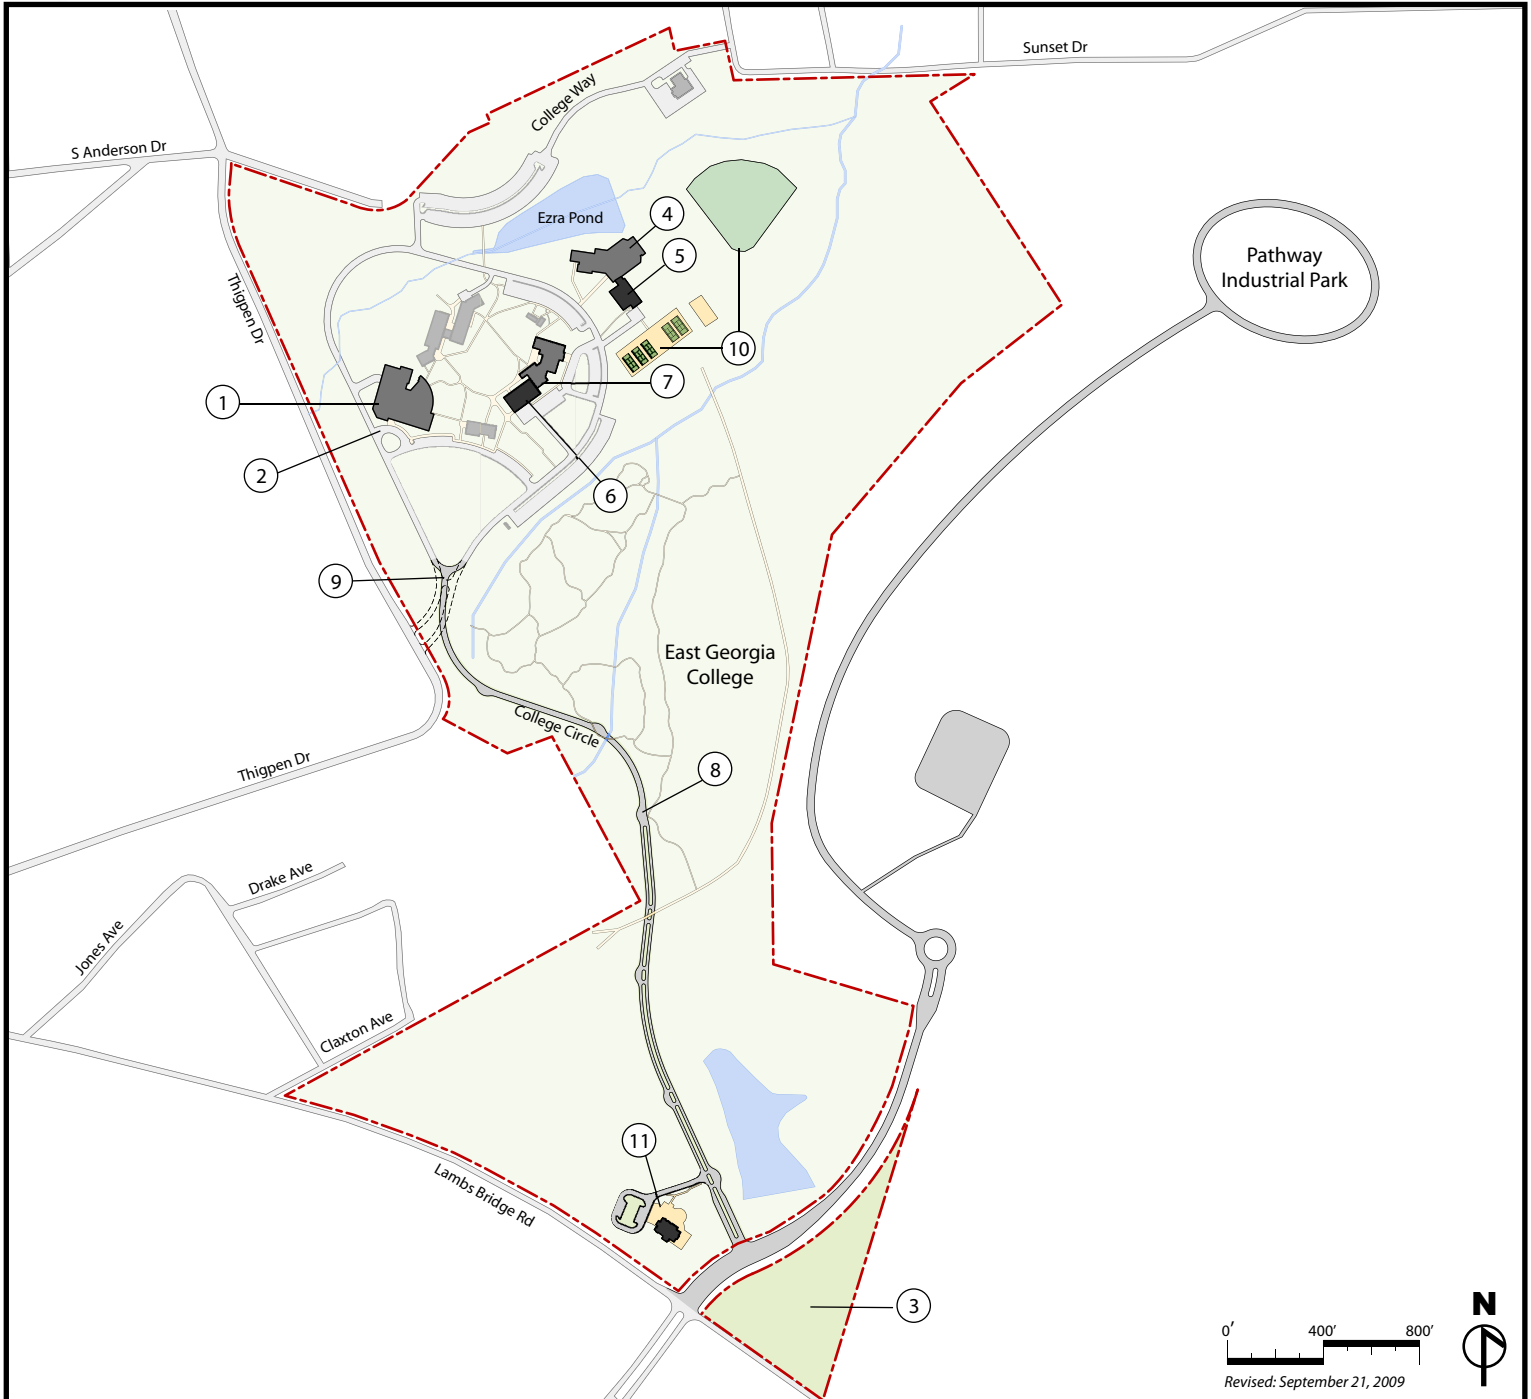 Sunset Dr
College Way
S Anderson Dr
4
Ezra Pond
5
Pathway
Industrial Park
Thigpen Dr
10
7
1
2
6
9
East Georgia
College
College Circle
8
Thigpen Dr
Drake Ave
Jones Ave
Claxton Ave
11
Lambs Bridge Rd
3
N
0' 400' 800'
Revised: September 21, 2009